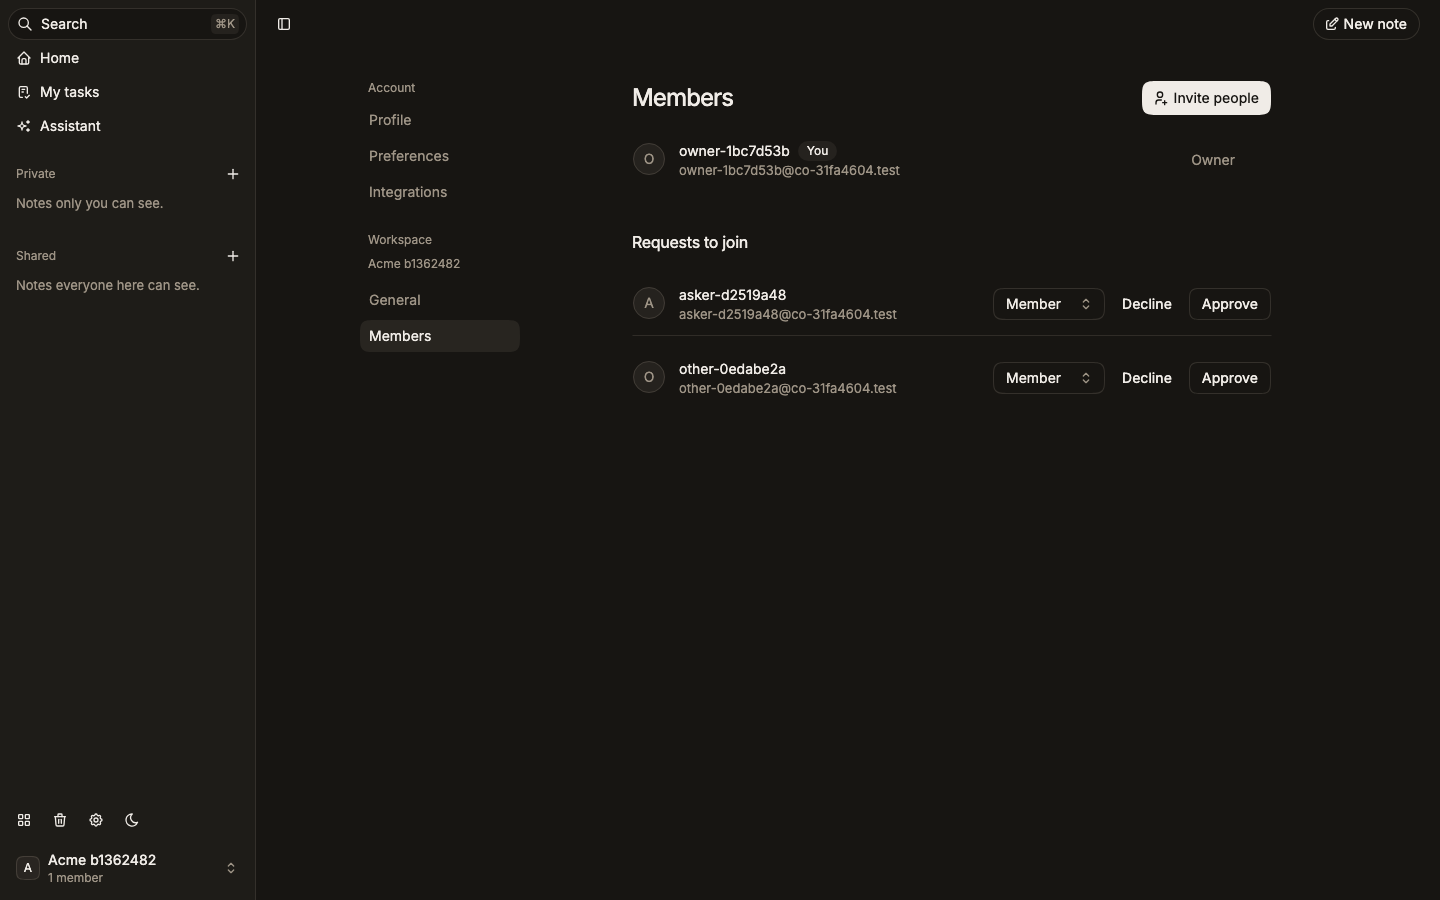 Search ⌘K
Home
My tasks
Assistant
Private
Notes only you can see.
Shared
Notes everyone here can see.
A
Acme b1362482
1 member
New note
Account
Profile
Preferences
Integrations
Workspace
Acme b1362482
General
Members
Members
Invite people
O
owner-1bc7d53b You
owner-1bc7d53b@co-31fa4604.test
Owner
Requests to join
A
asker-d2519a48
asker-d2519a48@co-31fa4604.test
Member Decline Approve
O
other-0edabe2a
other-0edabe2a@co-31fa4604.test
Member Decline Approve